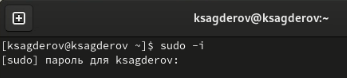 ksagderov@ksagderov:~
[ksagderov@ksagderov ~]$ sudo -i
[sudo] пароль для ksagderov: